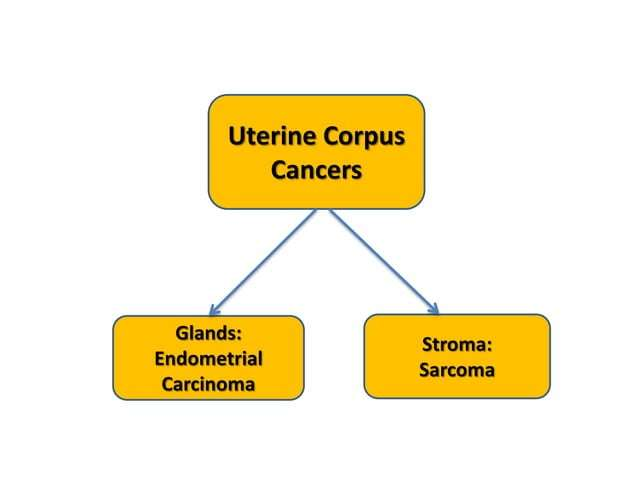 Uterine Corpus
Cancers
Glands:
Endometrial
Carcinoma
Stroma:
Sarcoma